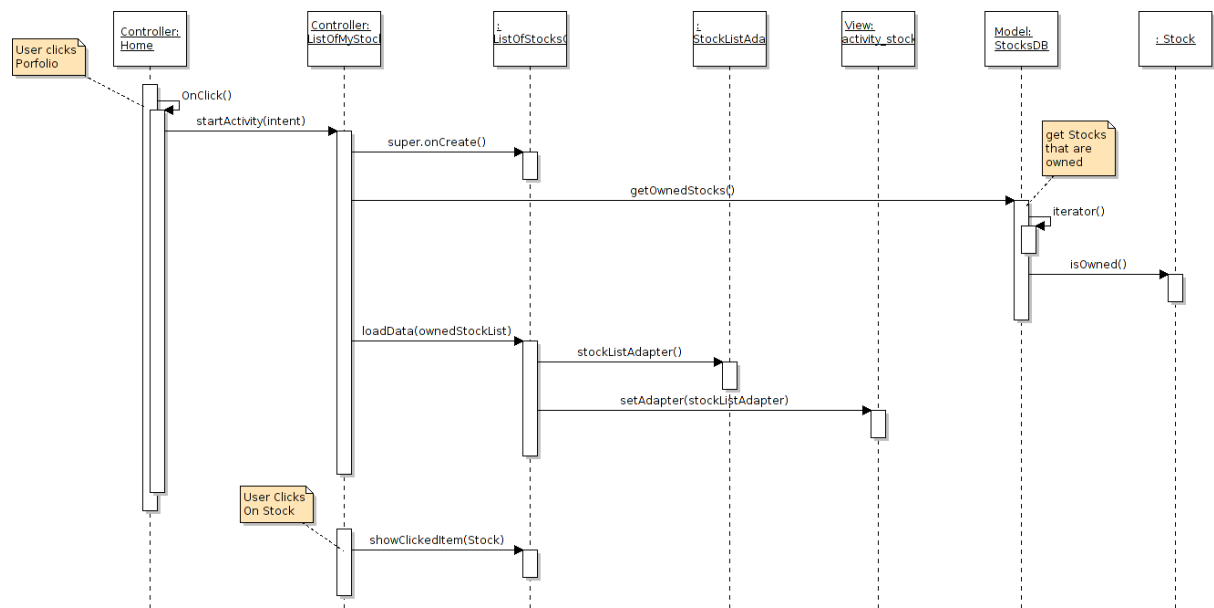 Controller:
Home
Controller:
ListOfMyStock
:
ListOfStocks
:
StockListAda
View:
activity_stock
Model:
StocksDB
: Stock
User clicks
Porfolio
OnClick()
startActivity(intent)
super.onCreate()
get Stocks
that are
owned
getOwnedStocks()
iterator()
isOwned()
loadData(ownedStockList)
stockListAdapter()
setAdapter(stockListAdapter)
User Clicks
On Stock
showClickedItem(Stock)